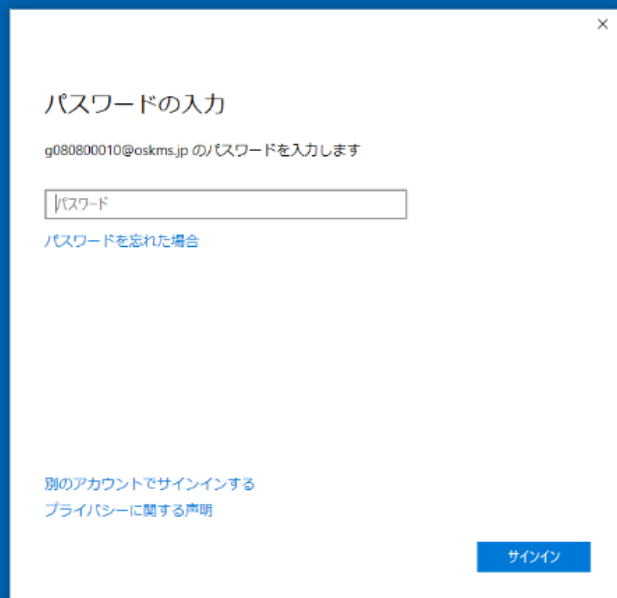 パスワードの入力
g080800010@oskms.jp のパスワードを入力します
パスワード
パスワードを忘れた場合
別のアカウントでサインインする
プライバシーに関する声明
サインイン